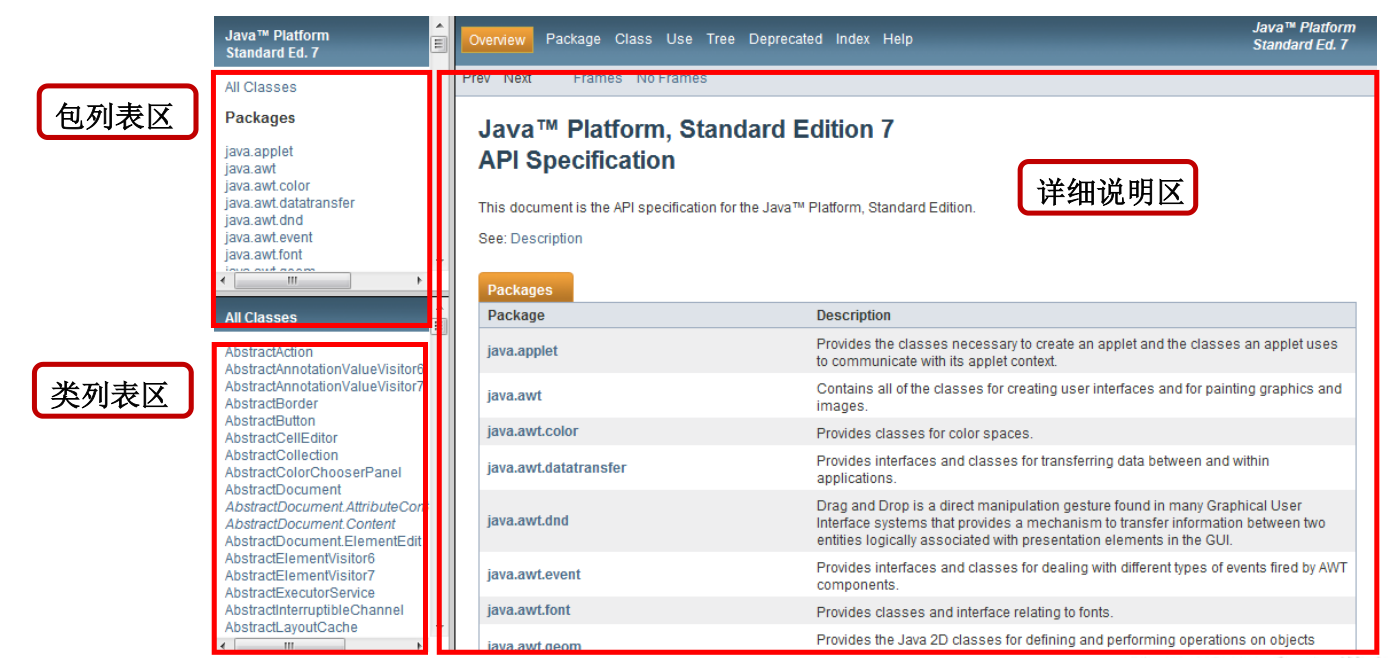 Java™ Platform
Standard Ed. 7
包列表区
All Classes
Packages
java.applet
java.awt
java.awt.color
java.awt.datatransfer
java.awt.dnd
java.awt.event
java.awt.font
java.awt.geom
All Classes
类列表区
AbstractAction
AbstractAnnotationValueVisitor6
AbstractAnnotationValueVisitor7
AbstractBorder
AbstractButton
AbstractCellEditor
AbstractCollection
AbstractColorChooserPanel
AbstractDocument
AbstractDocument.AttributeCont
AbstractDocument.Content
AbstractDocument.ElementEdit
AbstractElementVisitor6
AbstractElementVisitor7
AbstractExecutorService
AbstractInterruptibleChannel
AbstractLayoutCache
Overview Package Class Use Tree Deprecated Index Help
Java™ Platform
Standard Ed. 7
Prev Next Frames No Frames
Java™ Platform, Standard Edition 7
API Specification
详细说明区
This document is the API specification for the Java™ Platform, Standard Edition.
See: Description
Packages
Package Description
java.applet Provides the classes necessary to create an applet and the classes an applet uses
to communicate with its applet context.
java.awt Contains all of the classes for creating user interfaces and for painting graphics and
images.
java.awt.color Provides classes for color spaces.
java.awt.datatransfer Provides interfaces and classes for transferring data between and within
applications.
java.awt.dnd Drag and Drop is a direct manipulation gesture found in many Graphical User
Interface systems that provides a mechanism to transfer information between two
entities logically associated with presentation elements in the GUI.
java.awt.event Provides interfaces and classes for dealing with different types of events fired by AWT
components.
java.awt.font Provides classes and interface relating to fonts.
java.awt.geom Provides the Java 2D classes for defining and performing operations on objects